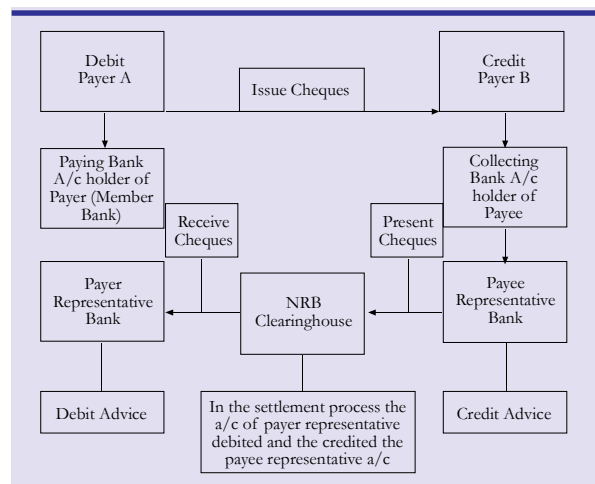 Debit
Payer A
Credit
Payer B
Issue Cheques
Paying Bank
A/c holder of
Payer (Member
Bank)
Collecting
Bank A/c
holder of
Payee
Receive
Cheques
Present
Cheques
Payer
Representative
Bank
NRB
Clearinghouse
Payee
Representative
Bank
Debit Advice
In the settlement process the
a/c of payer representative
debited and the credited the
payee representative a/c
Credit Advice